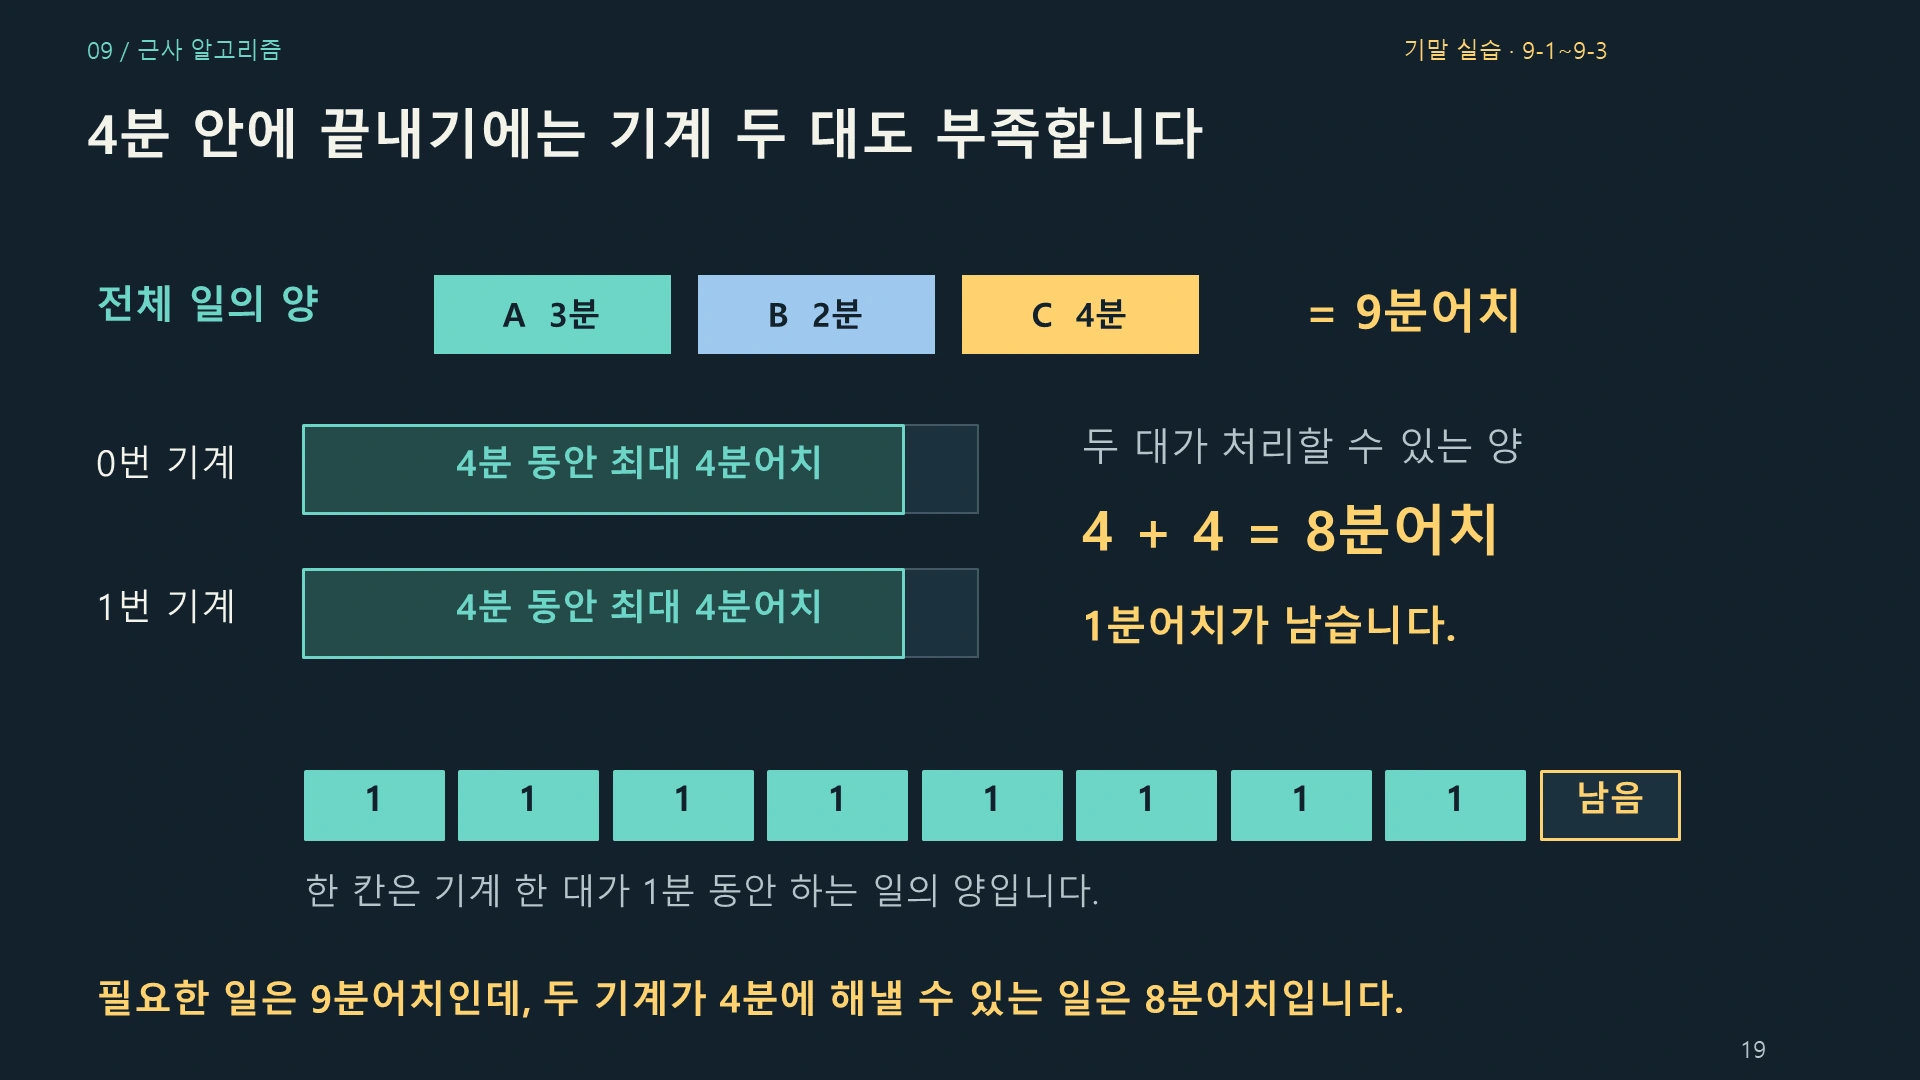 09 / 근사 알고리즘
기말 실습 · 9-1~9-3
4분 안에 끝내기에는 기계 두 대도 부족합니다
전체 일의 양
A 3분
B 2분
C 4분
= 9분어치
0번 기계
4분 동안 최대 4분어치
1번 기계
4분 동안 최대 4분어치
두 대가 처리할 수 있는 양
4 + 4 = 8분어치
1분어치가 남습니다.
1 1 1 1 1 1 1 1 남음
한 칸은 기계 한 대가 1분 동안 하는 일의 양입니다.
필요한 일은 9분어치인데, 두 기계가 4분에 해낼 수 있는 일은 8분어치입니다.
19